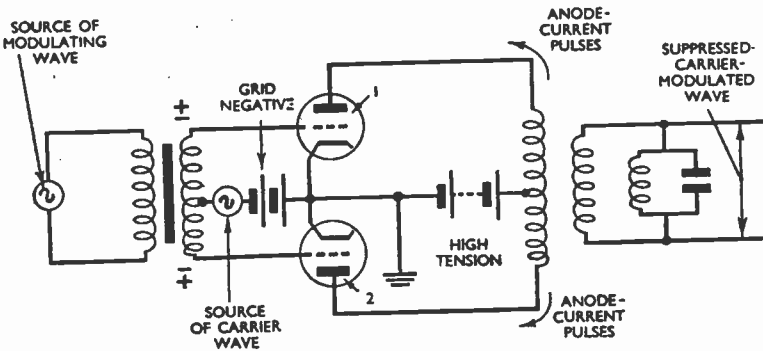 SOURCE OF
MODULATING
WAVE
ANODE-
CURRENT
PULSES
SUPPRESSED-
CARRIER-
MODULATED
WAVE
GRID
NEGATIVE
1
HIGH
TENSION
2
SOURCE
OF CARRIER
WAVE
ANODE-
CURRENT
PULSES